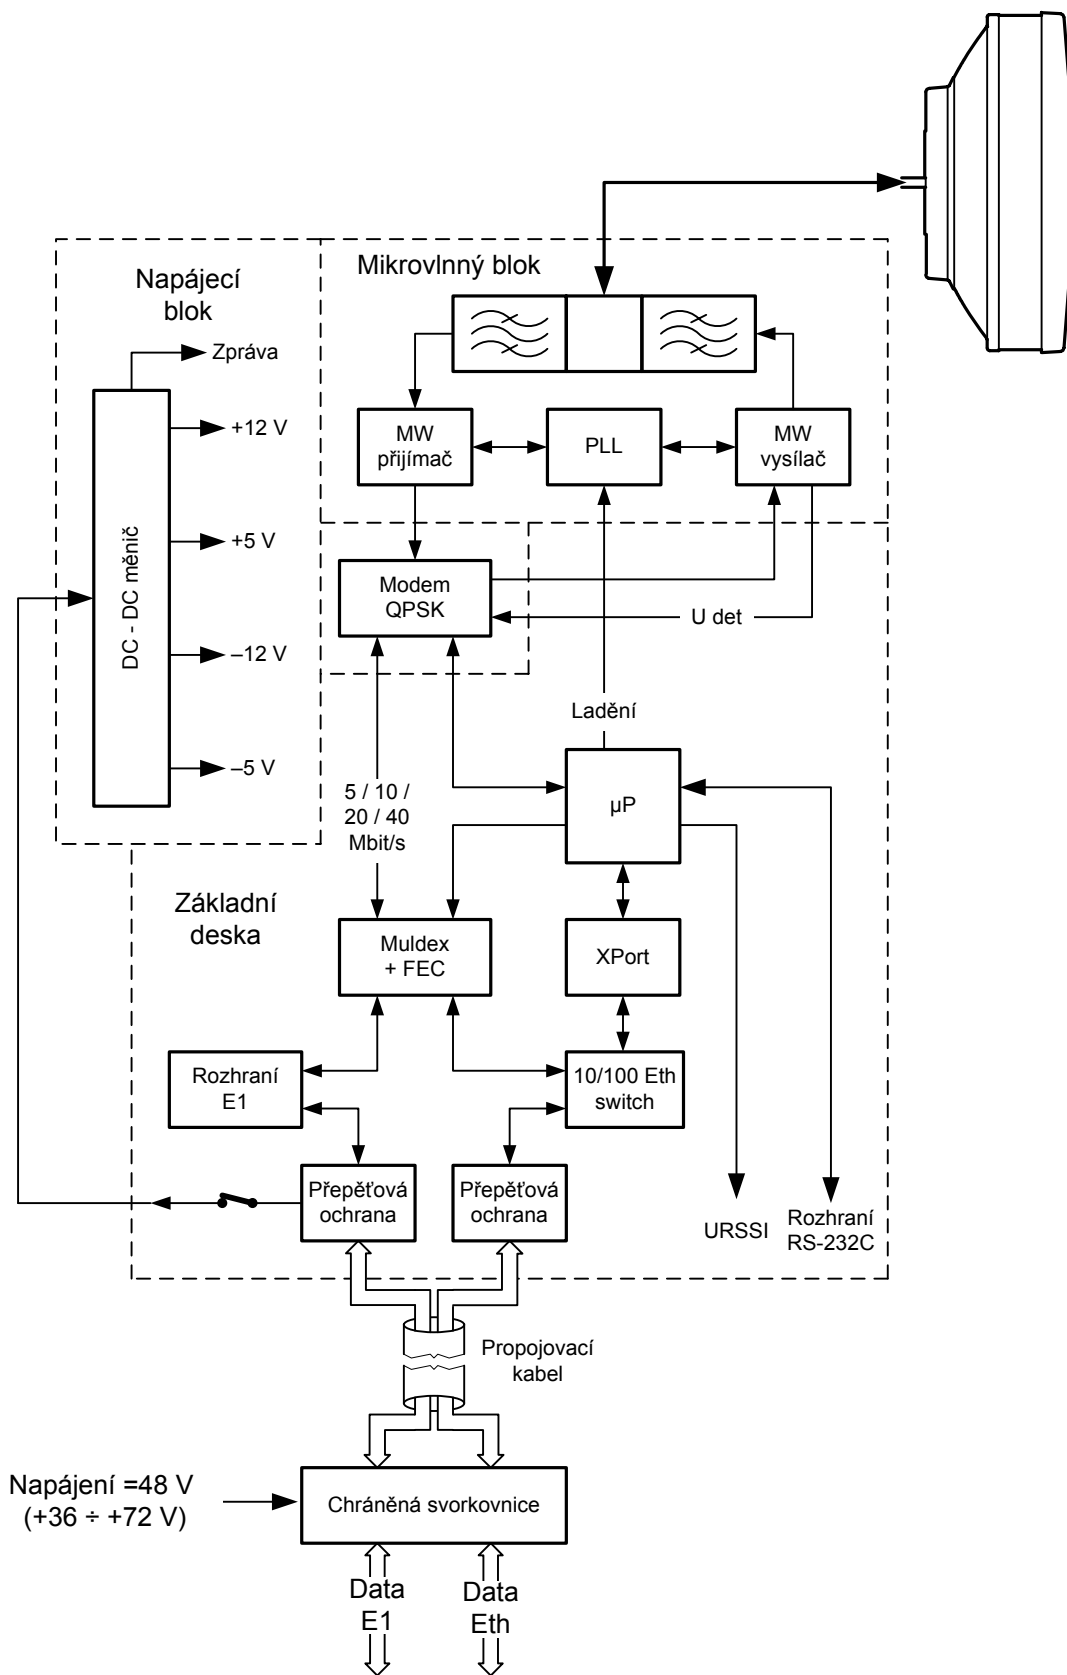 Napájecí
blok
Mikrovlnný blok
Zpráva
+12 V
+5 V
–12 V
–5 V
DC - DC měnič
MW
přijímač
PLL
MW
vysílač
Modem
QPSK
U det
Ladění
5 / 10 /
20 / 40
Mbit/s
µP
Základní
deska
Muldex
+ FEC
XPort
Rozhraní
E1
10/100 Eth
switch
Přepěťová
ochrana
Přepěťová
ochrana
URSSI
Rozhraní
RS-232C
Propojovací
kabel
Napájení =48 V
(+36 ÷ +72 V)
Chráněná svorkovnice
Data
E1
Data
Eth